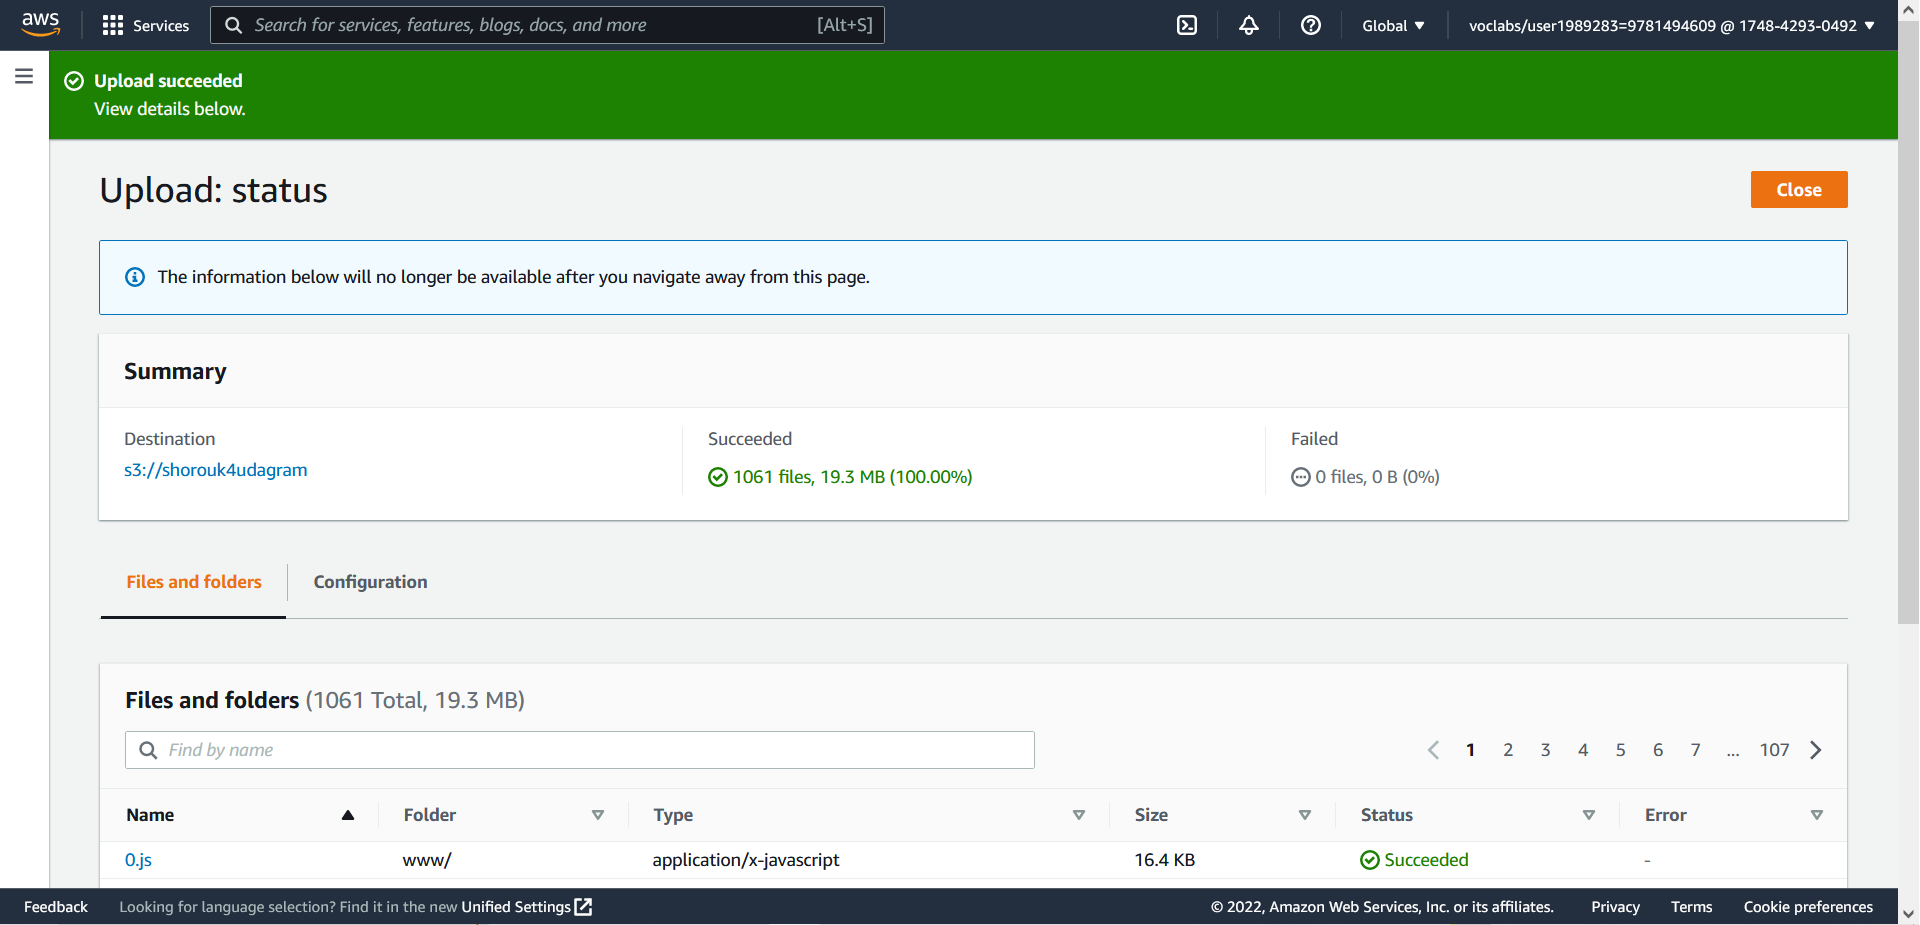 aws Services Search for services, features, blogs, docs, and more [Alt+S] Global voclabs/user1989283=9781494609 @ 1748-4293-0492
Upload succeeded
View details below.
Upload: status Close
The information below will no longer be available after you navigate away from this page.
Summary
Destination Succeeded Failed
s3://shorouk4udagram 1061 files, 19.3 MB (100.00%) 0 files, 0 B (0%)
Files and folders Configuration
Files and folders (1061 Total, 19.3 MB)
Find by name 1 2 3 4 5 6 7 ... 107
Name Folder Type Size Status Error
0.js www/ application/x-javascript 16.4 KB Succeeded -
Feedback Looking for language selection? Find it in the new Unified Settings © 2022, Amazon Web Services, Inc. or its affiliates. Privacy Terms Cookie preferences